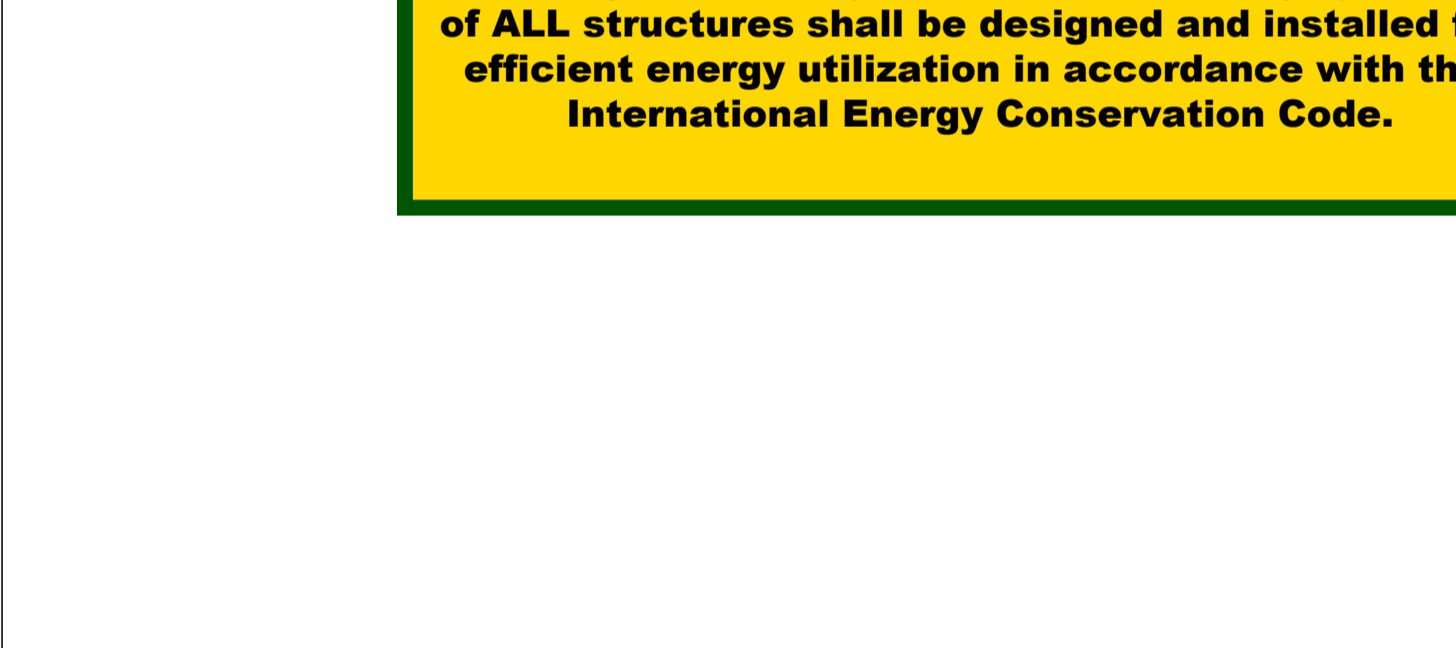 of ALL structures shall be designed and installed
efficient energy utilization in accordance with
International Energy Conservation Code.